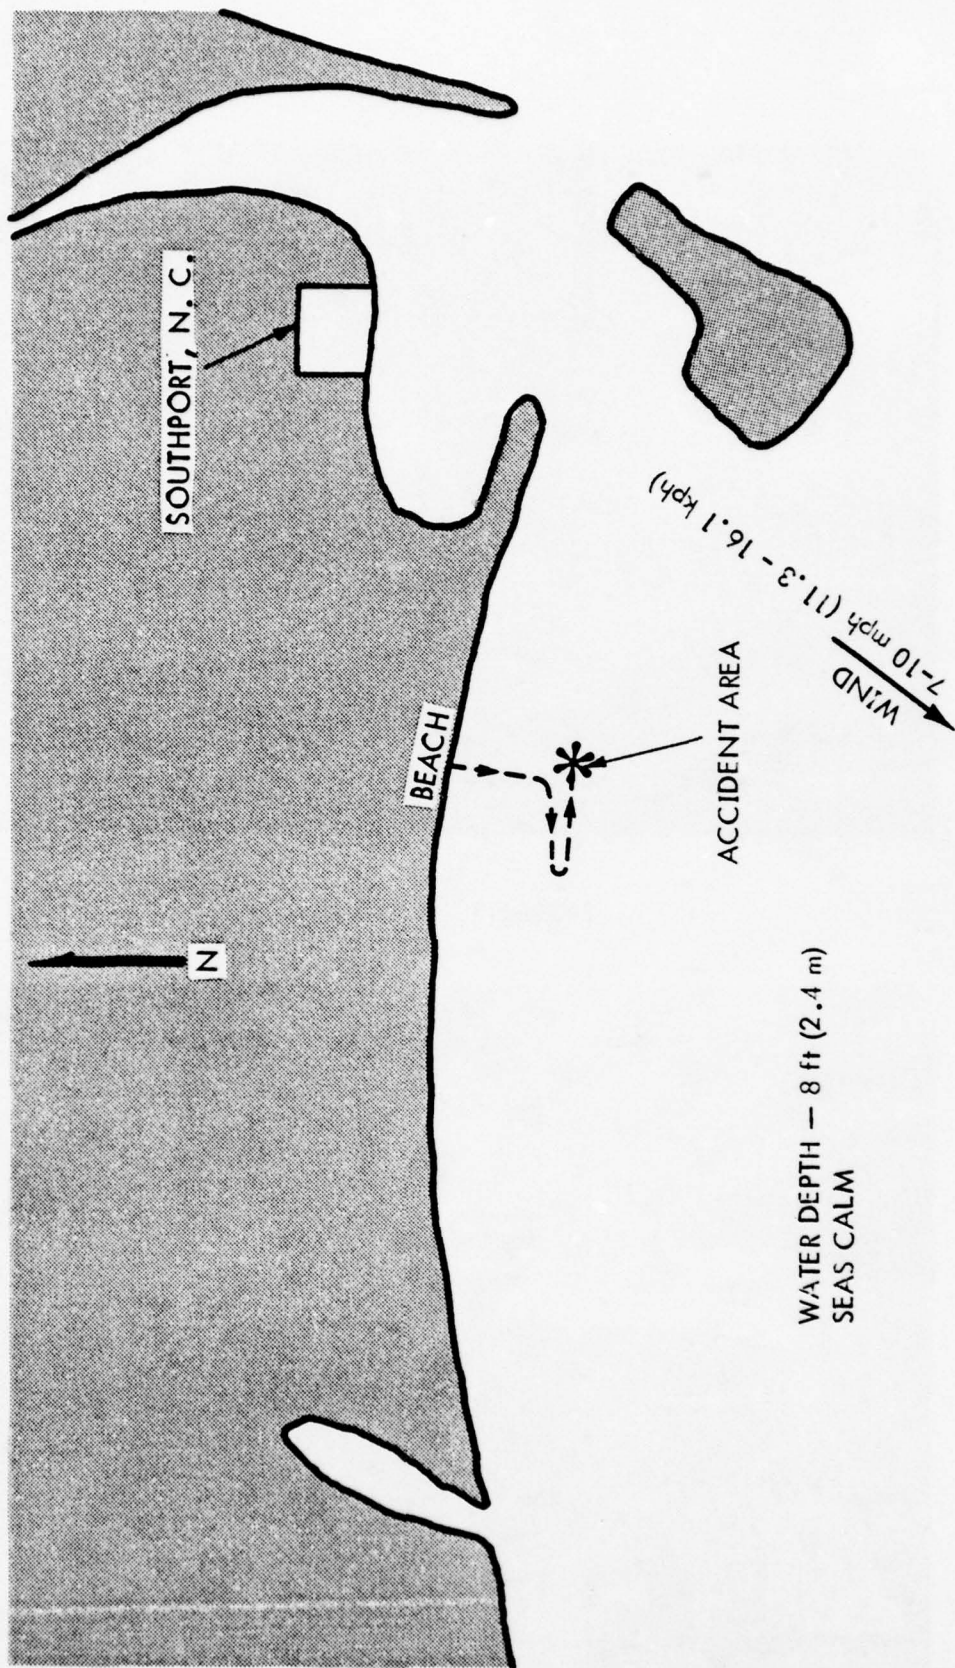 SOUTHPORT, N.C.
N
BEACH
ACCIDENT AREA
WIND
7-10 mph (11.3 - 16.1 kph)
WATER DEPTH — 8 ft (2.4 m)
SEAS CALM